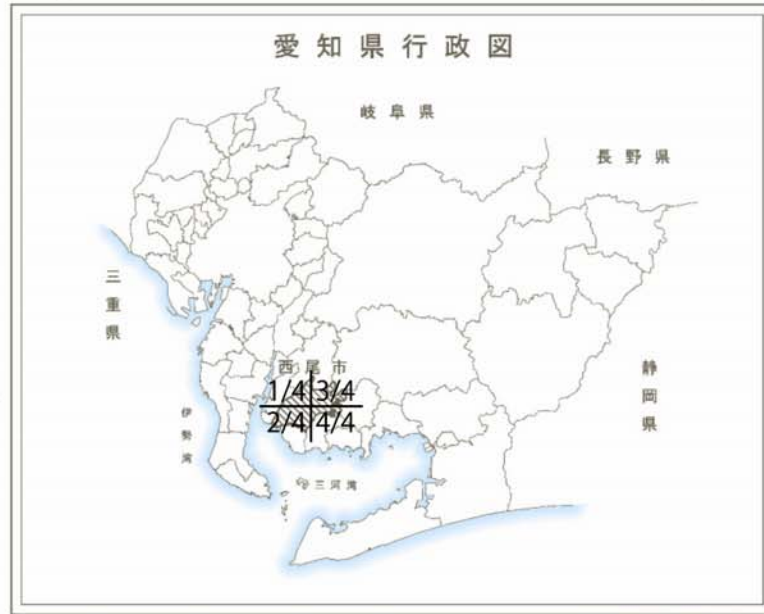 愛知県行政図
岐阜県
長野県
三重県
西尾市
1/4 3/4
2/4 4/4
静岡県
伊勢湾
三河湾